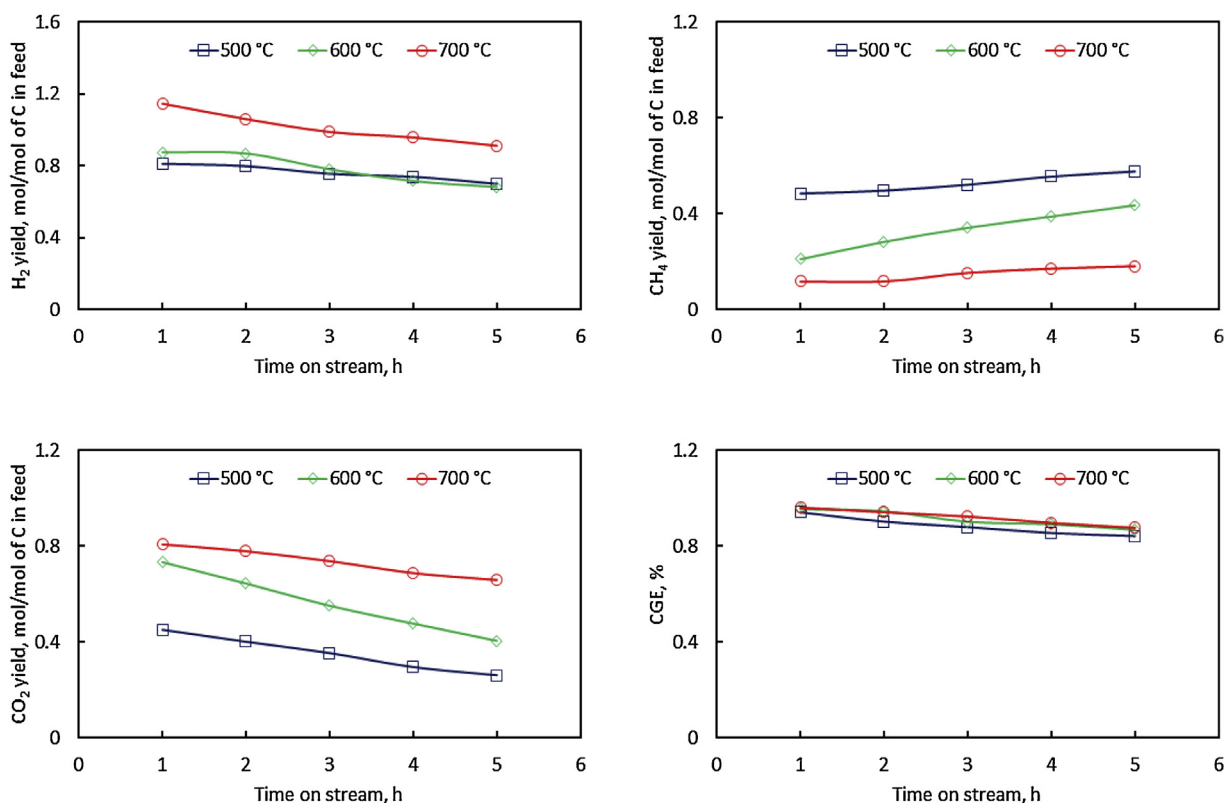 H₂ yield, mol/mol of C in feed
1.6
1.2
0.8
0.4
0
500 °C 600 °C 700 °C
0 1 2 3 4 5 6
Time on stream, h
CH₄ yield, mol/mol of C in feed
1.2
0.8
0.4
0
500 °C 600 °C 700 °C
0 1 2 3 4 5 6
Time on stream, h
CO₂ yield, mol/mol of C in feed
1.2
0.8
0.4
0
500 °C 600 °C 700 °C
0 1 2 3 4 5 6
Time on stream, h
CGE, %
1.2
0.8
0.4
0
500 °C 600 °C 700 °C
0 1 2 3 4 5 6
Time on stream, h